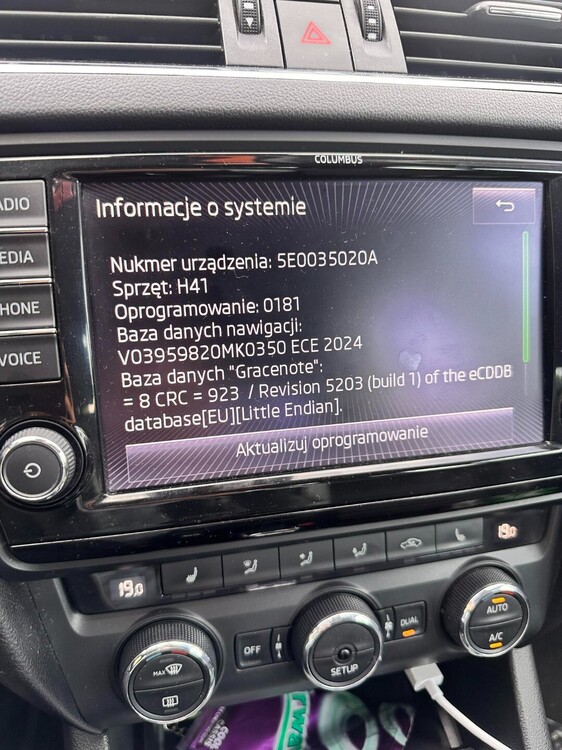 COLUMBUS
Informacje o systemie
Nukmer urządzenia: 5E0035020A
Sprzęt: H41
Oprogramowanie: 0181
Baza danych nawigacji:
V03959820MK0350 ECE 2024
Baza danych "Gracenote":
= 8 CRC = 923 / Revision 5203 (build 1) of the eCDDB
database[EU][Little Endian].
Aktualizuj oprogramowanie
ADIO
EDIA
HONE
VOICE
19.0
19.0
MAX
OFF
SETUP
DUAL
AUTO
A/C